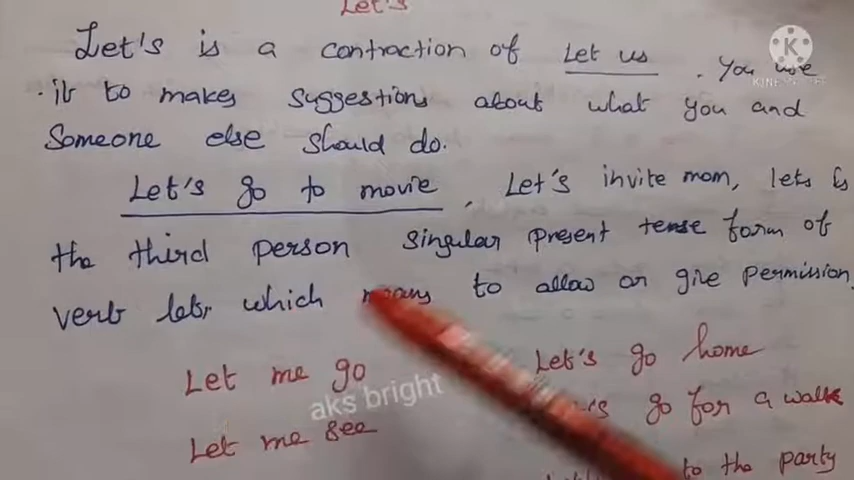 Let's
Let's is a contraction of Let us. You use
it to makes suggestions about what you and
Someone else should do.
Let's go to movie, Let's invite mom, lets is
the third person singular present tense form of
verb let, which means to allow or give permission.
Let me go
Let's go home
go for a walk
Let me see
to the party
K
KINEMASTER
aks bright